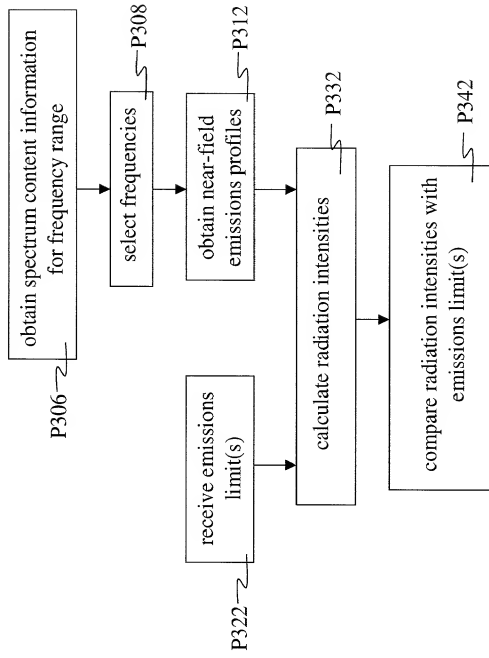 P306
obtain spectrum content information
for frequency range
P308
select frequencies
P312
obtain near-field
emissions profiles
P322
receive emissions
limit(s)
P332
calculate radiation intensities
P342
compare radiation intensities with
emissions limit(s)